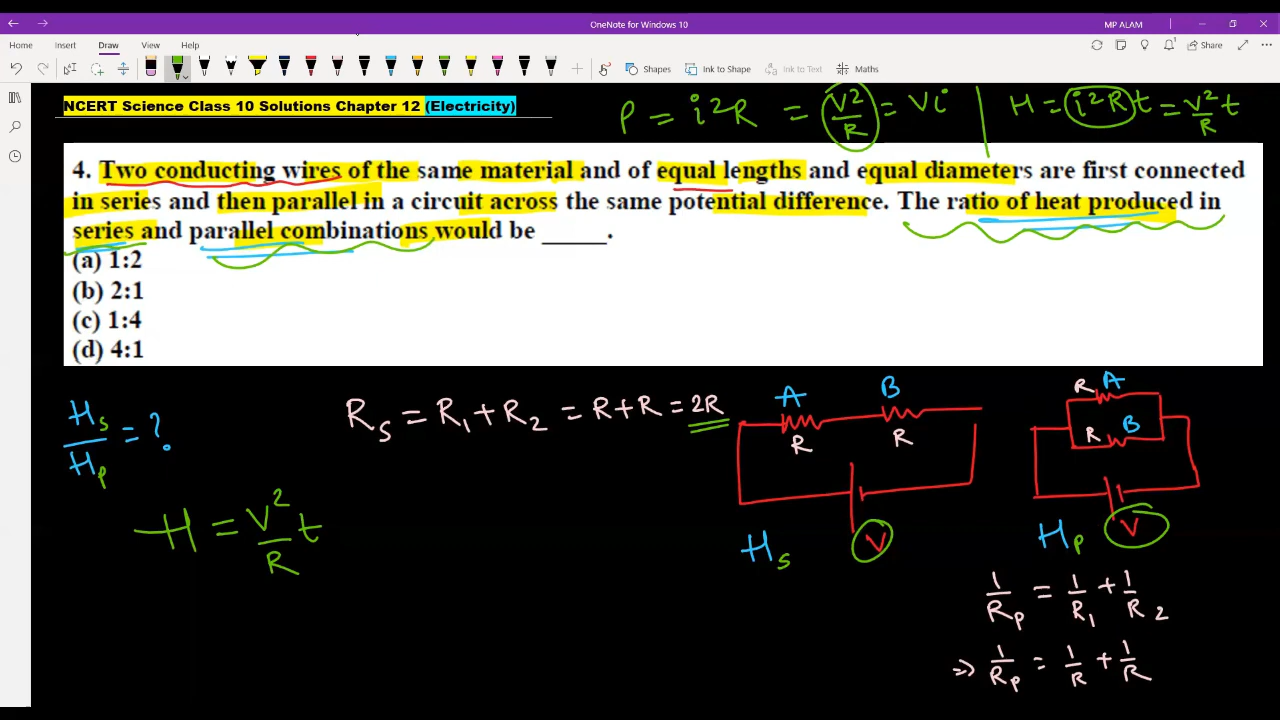 OneNote for Windows 10
MP ALAM
Home Insert Draw View Help
Share
Shapes Ink to Shape Ink to Text Maths
NCERT Science Class 10 Solutions Chapter 12 (Electricity)
P = i²R = V²/R = Vi | H = i²R t = V²/R t
4. Two conducting wires of the same material and of equal lengths and equal diameters are first connected
in series and then parallel in a circuit across the same potential difference. The ratio of heat produced in
series and parallel combinations would be _____.
(a) 1:2
(b) 2:1
(c) 1:4
(d) 4:1
Hs/Hp = ?
H = V²/R t
Rs = R₁ + R₂ = R + R = 2R
A B
R R
V
Hs
R A
R B
V
Hp
1/Rp = 1/R₁ + 1/R₂
=> 1/Rp = 1/R + 1/R